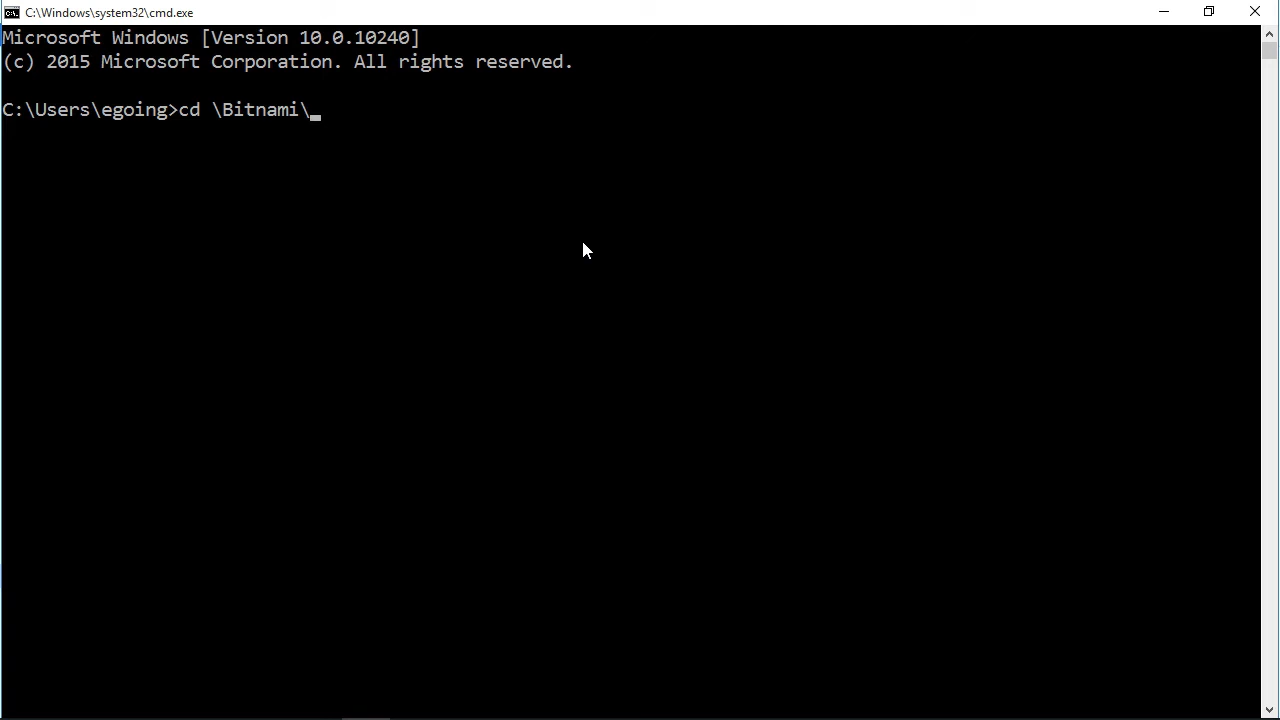 C:\Windows\system32\cmd.exe
Microsoft Windows [Version 10.0.10240]
(c) 2015 Microsoft Corporation. All rights reserved.
C:\Users\egoing>cd \Bitnami\